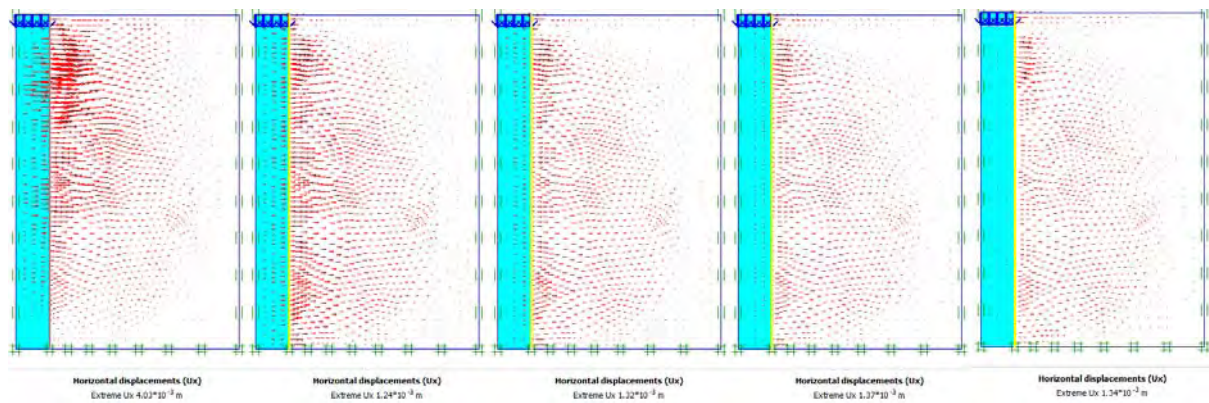 Horizontal displacements (Ux)
Extreme Ux 4.03*10⁻³ m
Horizontal displacements (Ux)
Extreme Ux 1.24*10⁻³ m
Horizontal displacements (Ux)
Extreme Ux 1.32*10⁻³ m
Horizontal displacements (Ux)
Extreme Ux 1.37*10⁻³ m
Horizontal displacements (Ux)
Extreme Ux 1.34*10⁻³ m